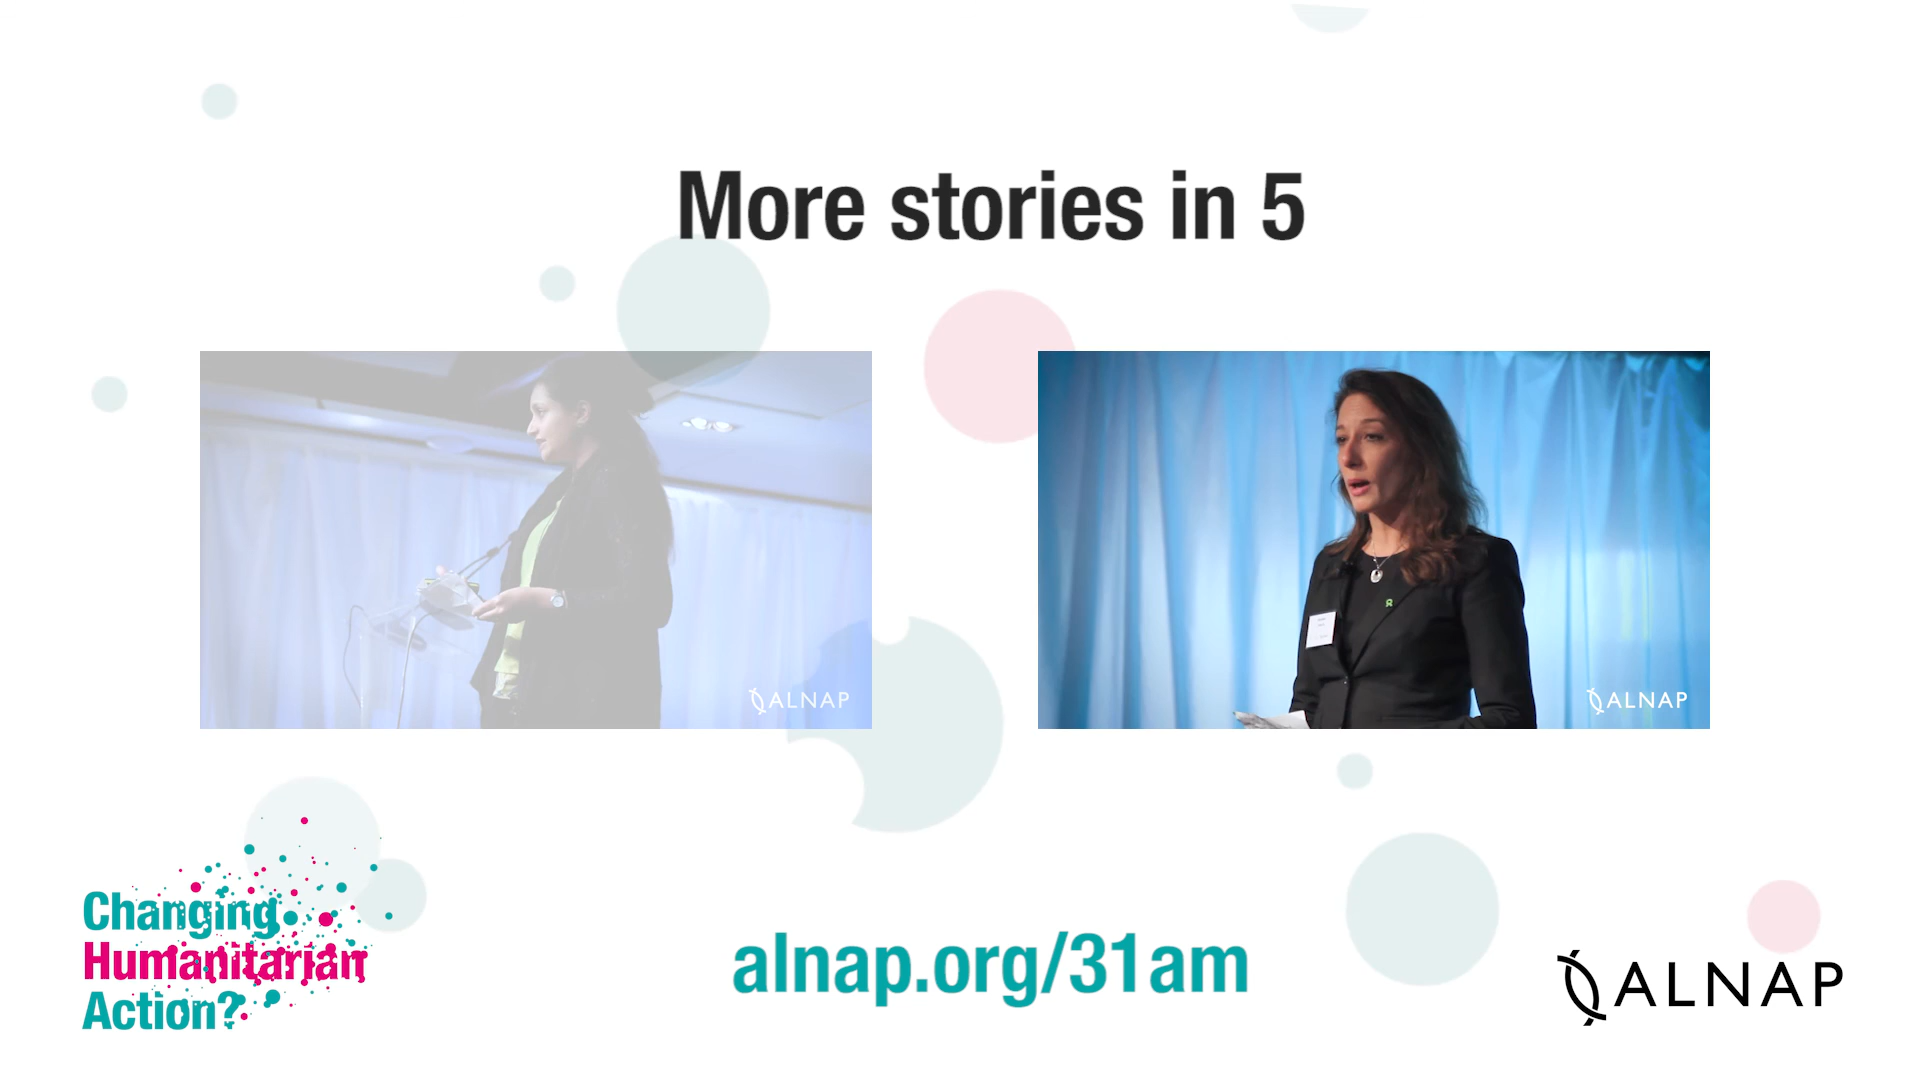 More stories in 5
ALNAP
ALNAP
Changing
Humanitarian
Action?
alnap.org/31am
ALNAP